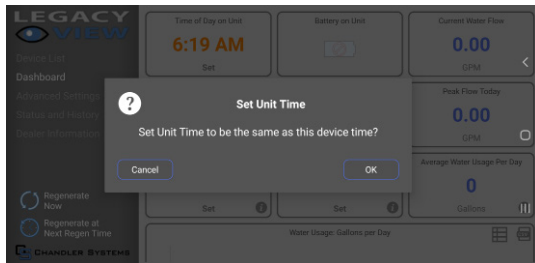 LEGACY
VIEW
Device List
Dashboard
Advanced Settings
Status and History
Dealer Information
Regenerate
Now
Regenerate at
Next Regen Time
CHANDLER SYSTEMS
Time of Day on Unit
6:19 AM
Set
Battery on Unit
Current Water Flow
0.00
GPM
Peak Flow Today
0.00
GPM
Set Unit Time
Set Unit Time to be the same as this device time?
Cancel
OK
Average Water Usage Per Day
0
Gallons
Set
Set
Water Usage: Gallons per Day